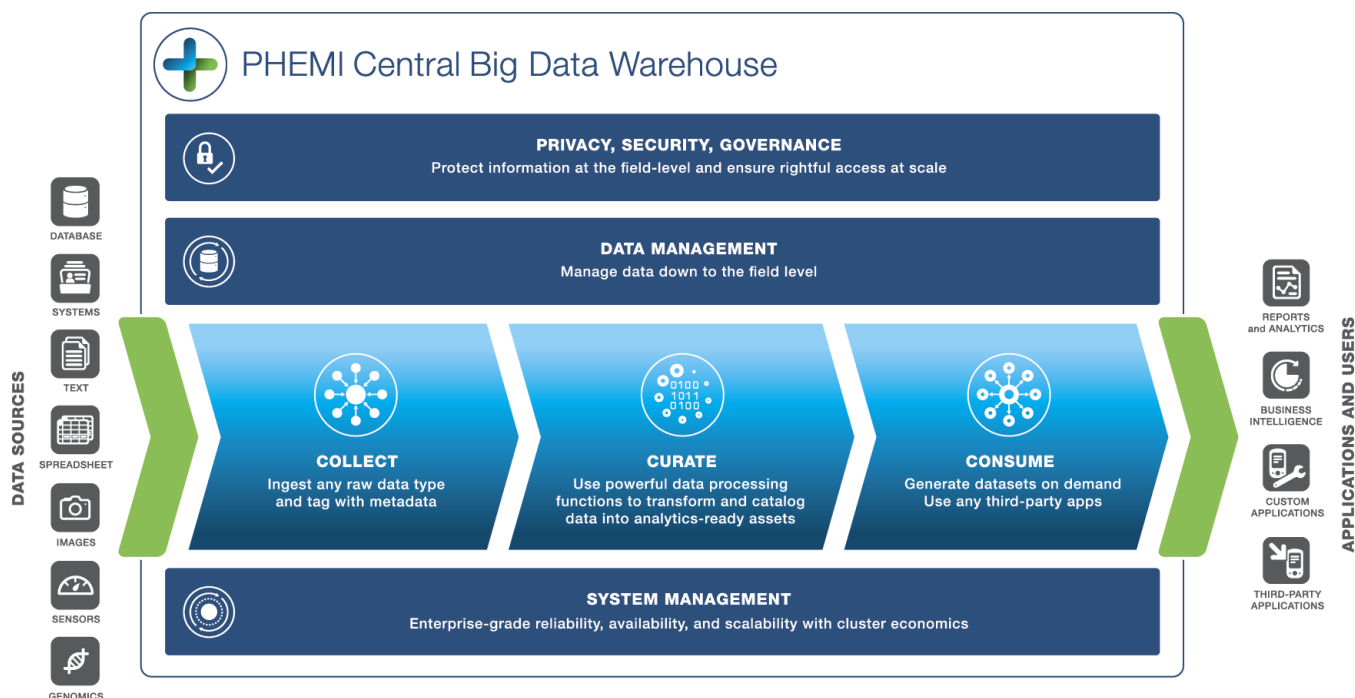 PHEMI Central Big Data Warehouse
PRIVACY, SECURITY, GOVERNANCE
Protect information at the field-level and ensure rightful access at scale
DATA MANAGEMENT
Manage data down to the field level
DATA SOURCES
DATABASE
SYSTEMS
TEXT
SPREADSHEET
IMAGES
SENSORS
GENOMICS
COLLECT
Ingest any raw data type
and tag with metadata
0100
1011
0100
CURATE
Use powerful data processing
functions to transform and catalog
data into analytics-ready assets
CONSUME
Generate datasets on demand
Use any third-party apps
SYSTEM MANAGEMENT
Enterprise-grade reliability, availability, and scalability with cluster economics
REPORTS
and ANALYTICS
BUSINESS
INTELLIGENCE
CUSTOM
APPLICATIONS
THIRD-PARTY
APPLICATIONS
APPLICATIONS AND USERS